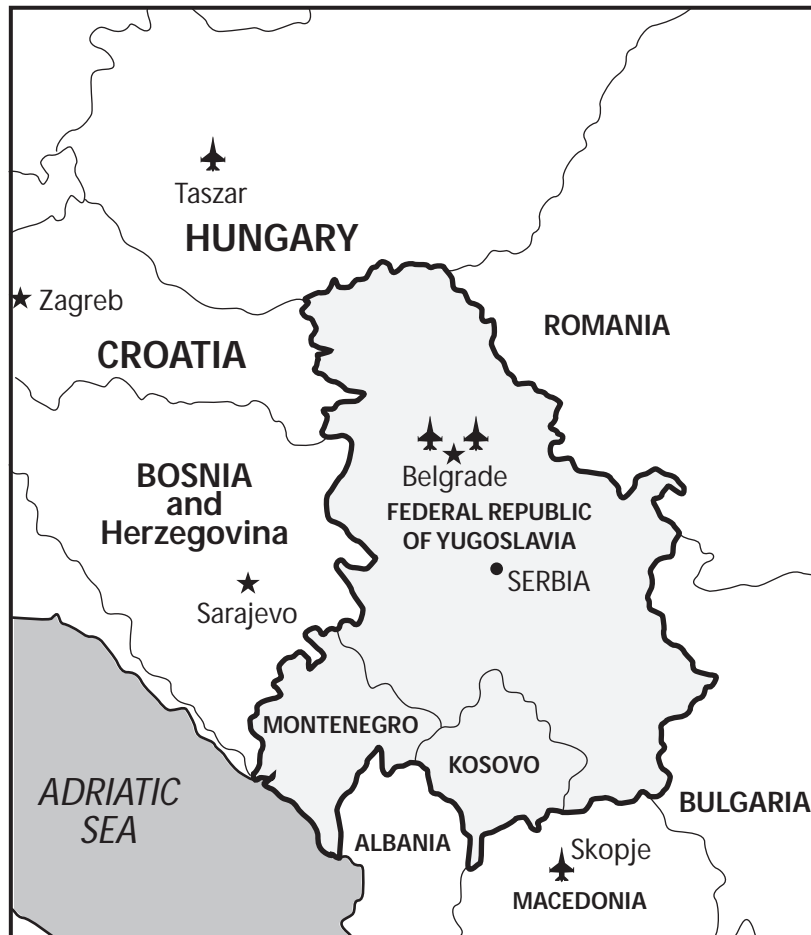 Taszar
HUNGARY
Zagreb
ROMANIA
CROATIA
BOSNIA
and
Herzegovina
Belgrade
FEDERAL REPUBLIC
OF YUGOSLAVIA
SERBIA
Sarajevo
MONTENEGRO
KOSOVO
ADRIATIC
SEA
BULGARIA
ALBANIA
Skopje
MACEDONIA